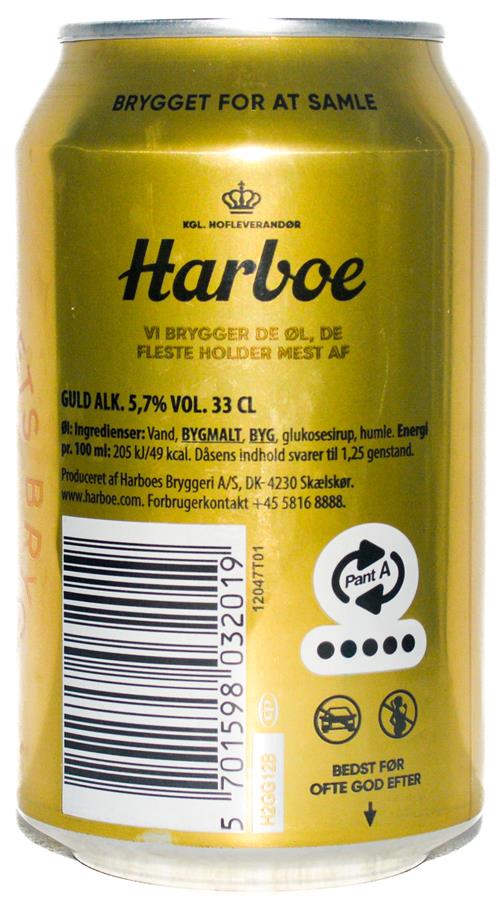 BRYGGET FOR AT SAMLE
KGL. HOFLEVERANDØR
Harboe
VI BRYGGER DE ØL, DE
FLESTE HOLDER MEST AF
GULD ALK. 5,7% VOL. 33 CL
Øl: Ingredienser: Vand, BYGMALT, BYG, glukosesirup, humle. Energi
pr. 100 ml: 205 kJ/49 kcal. Dåsens indhold svarer til 1,25 genstand.
Produceret af Harboes Bryggeri A/S, DK- 4230 Skælskør.
www.harboe.com. Forbrugerkontakt +45 5816 8888.
5 701598 032019
12047T01
H2GG12B
Pant A
BEDST FØR
OFTE GOD EFTER